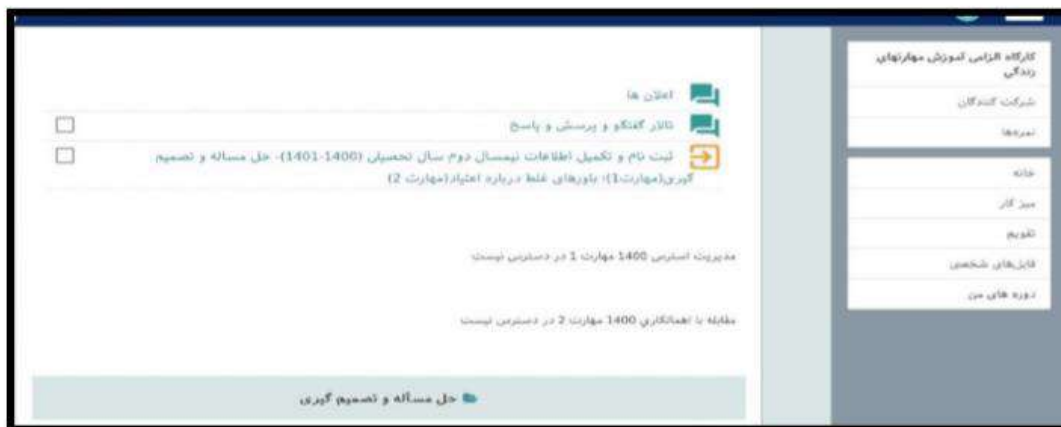 کارگاه الزامی آموزش مهارتهای
زندگی
شرکت کنندگان
نمره‌ها
خانه
میز کار
تقویم
فایل‌های شخصی
دوره های من
اعلان ها
تالار گفتگو و پرسش و پاسخ
ثبت نام و تکمیل اطلاعات نیمسال دوم سال تحصیلی (1400-1401)- حل مساله و تصمیم
گیری(مهارت1)؛ باورهای غلط درباره اعتیاد(مهارت 2)
مدیریت استرس 1400 مهارت 1 در دسترس نیست
مقابله با اهمالکاري 1400 مهارت 2 در دسترس نیست
حل مسأله و تصمیم گیری